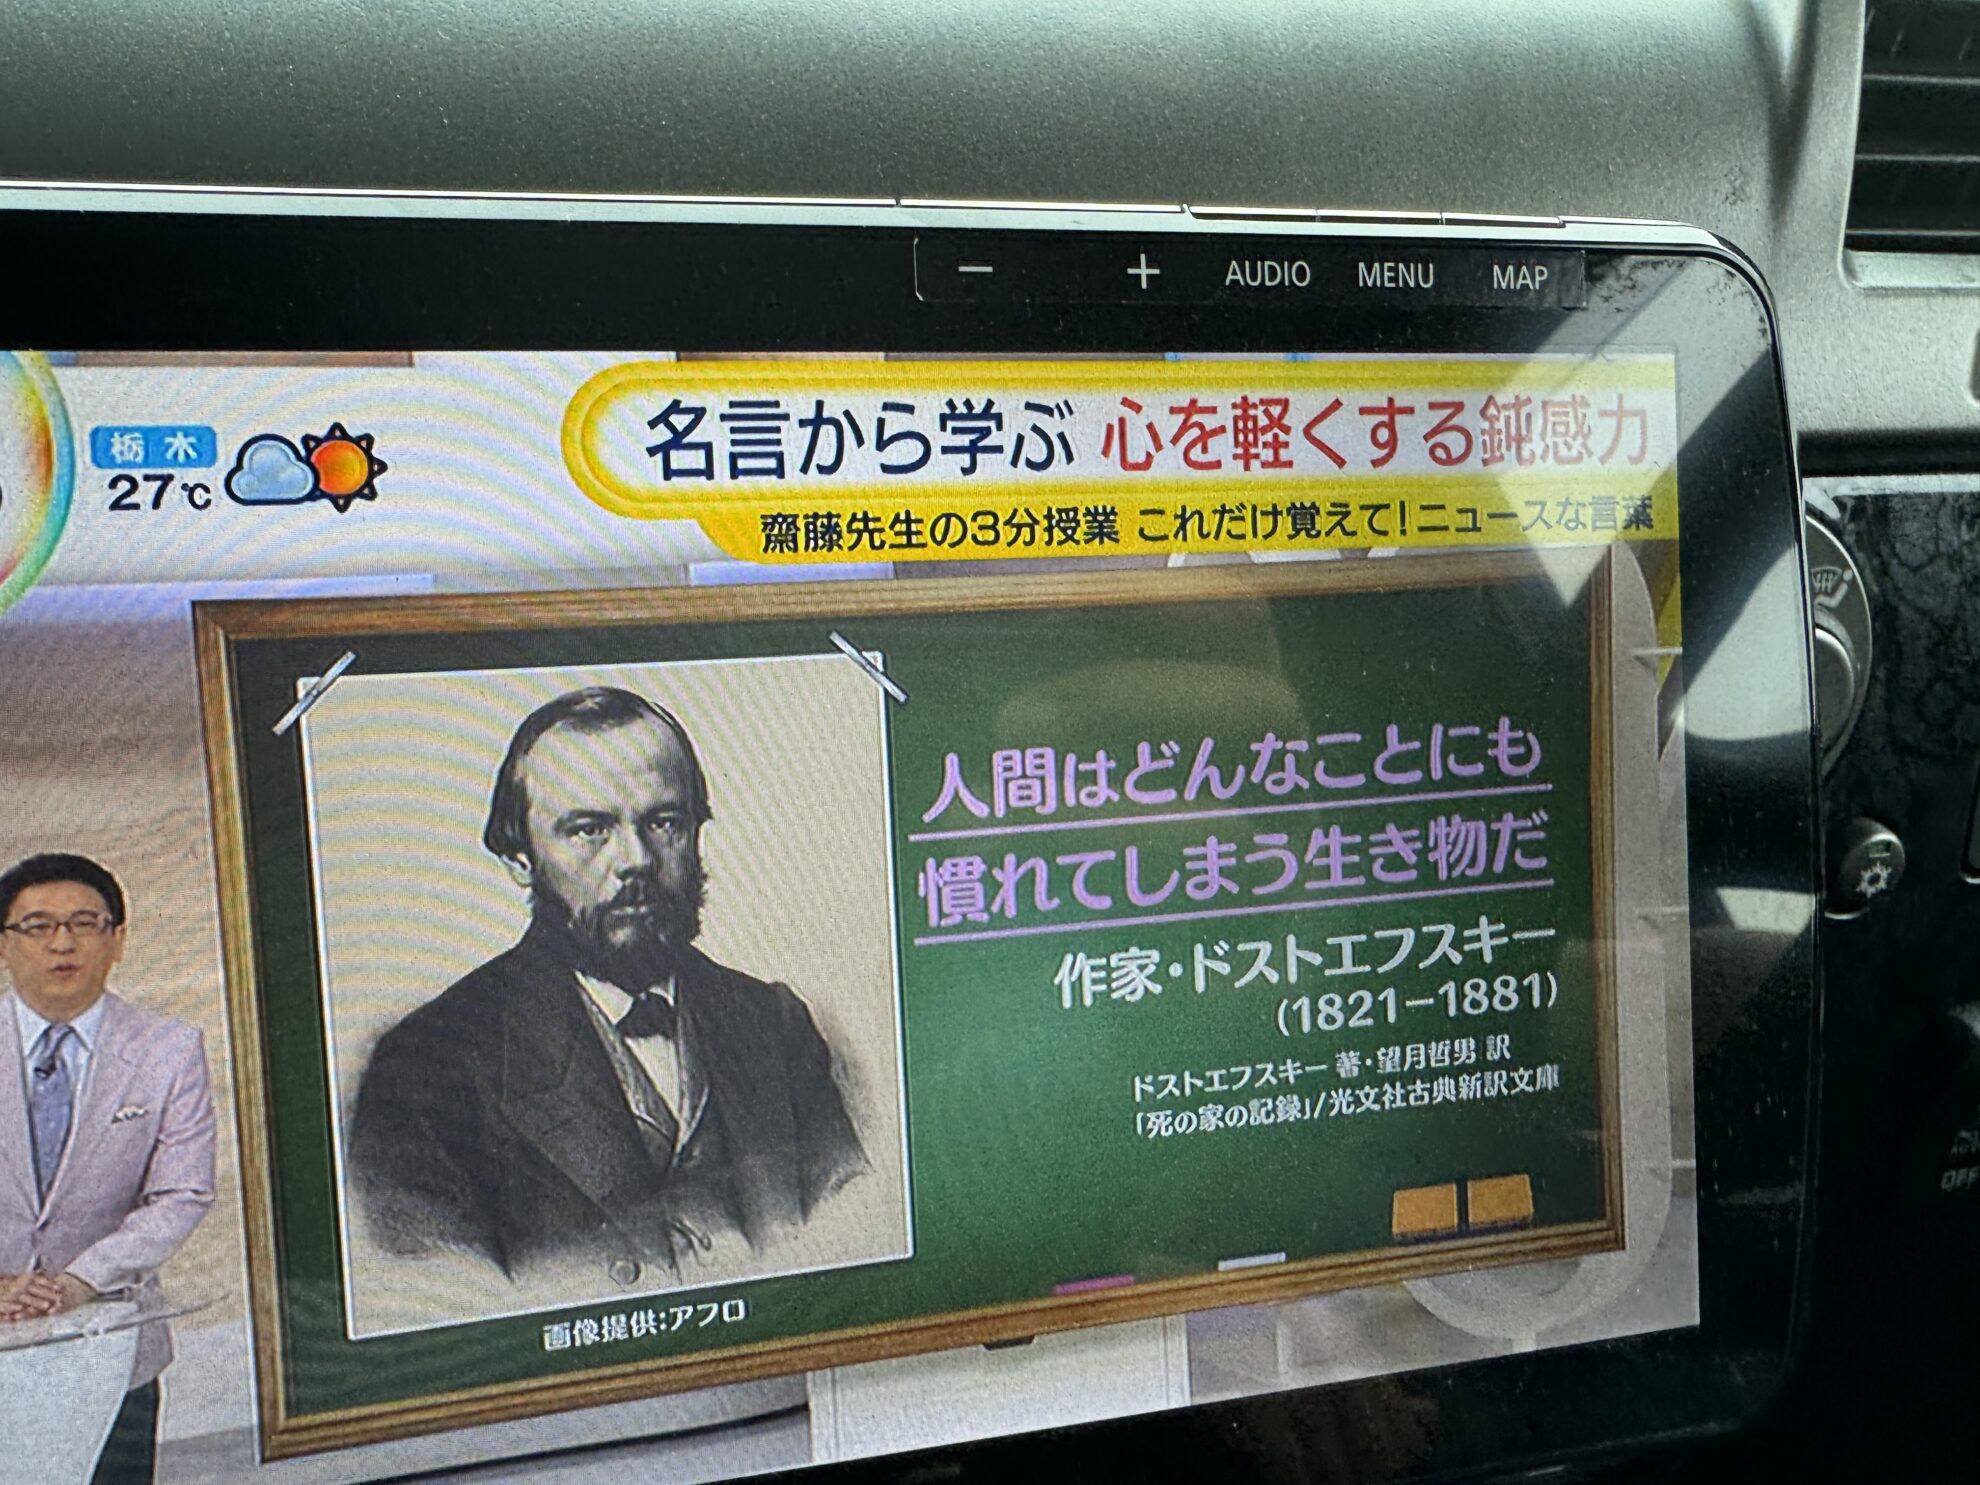 − + AUDIO MENU MAP
栃木
27℃
名言から学ぶ 心を軽くする鈍感力
齋藤先生の3分授業 これだけ覚えて!ニュースな言葉
人間はどんなことにも
慣れてしまう生き物だ
作家・ドストエフスキー
(1821−1881)
ドストエフスキー 著・望月哲男 訳
「死の家の記録」/光文社古典新訳文庫
画像提供:アフロ
OFF